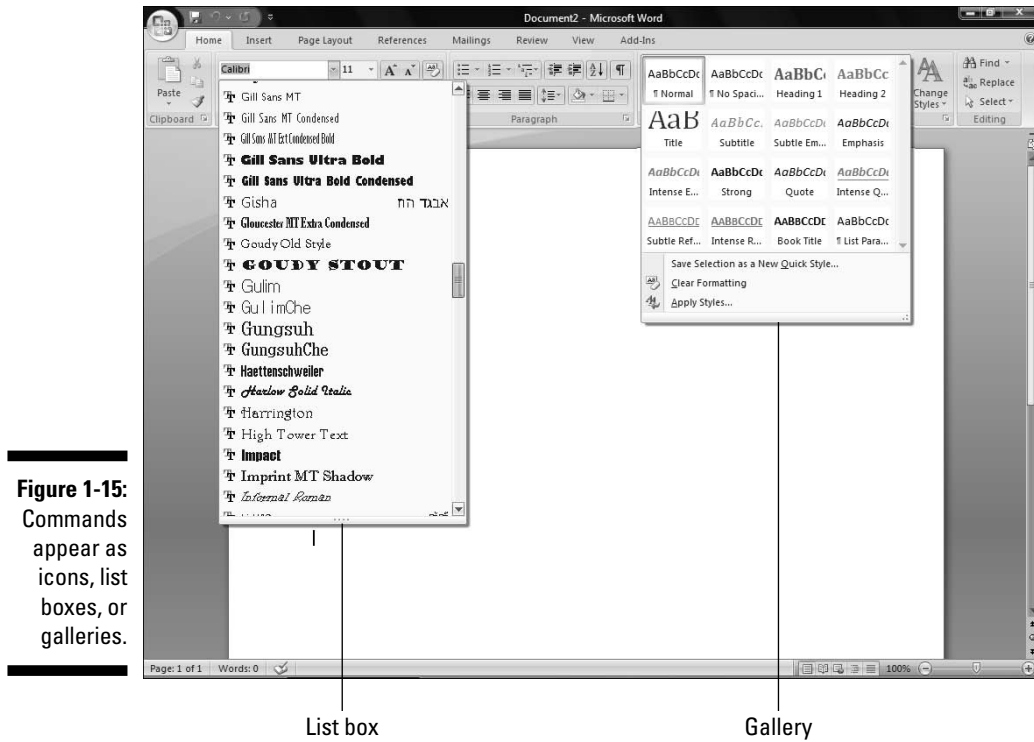 Document2 - Microsoft Word
Home Insert Page Layout References Mailings Review View Add-Ins
Calibri 11
Paste
Clipboard
Paragraph
Change Styles
Find
Replace
Select
Editing
Gill Sans MT
Gill Sans MT Condensed
Gill Sans MT Ext Condensed Bold
Gill Sans Ultra Bold
Gill Sans Ultra Bold Condensed
Gisha אבגד הח
Gloucester MT Extra Condensed
Goudy Old Style
GOUDY STOUT
Gulim
GulimChe
Gungsuh
GungsuhChe
Haettenschweiler
Harlow Solid Italic
Harrington
High Tower Text
Impact
Imprint MT Shadow
Informal Roman
AaBbCcDc AaBbCcDc AaBbC AaBbCc
¶ Normal ¶ No Spaci... Heading 1 Heading 2
AaB AaBbCc. AaBbCcDc AaBbCcDc
Title Subtitle Subtle Em... Emphasis
AaBbCcDc AaBbCcDc AaBbCcDc AaBbCcDc
Intense E... Strong Quote Intense Q...
AABBCCDC AABBCCDC AABBCCDC AaBbCcDc
Subtle Ref... Intense R... Book Title ¶ List Para...
Save Selection as a New Quick Style...
Clear Formatting
Apply Styles...
Figure 1-15:
Commands
appear as
icons, list
boxes, or
galleries.
Page: 1 of 1 Words: 0 100%
List box Gallery